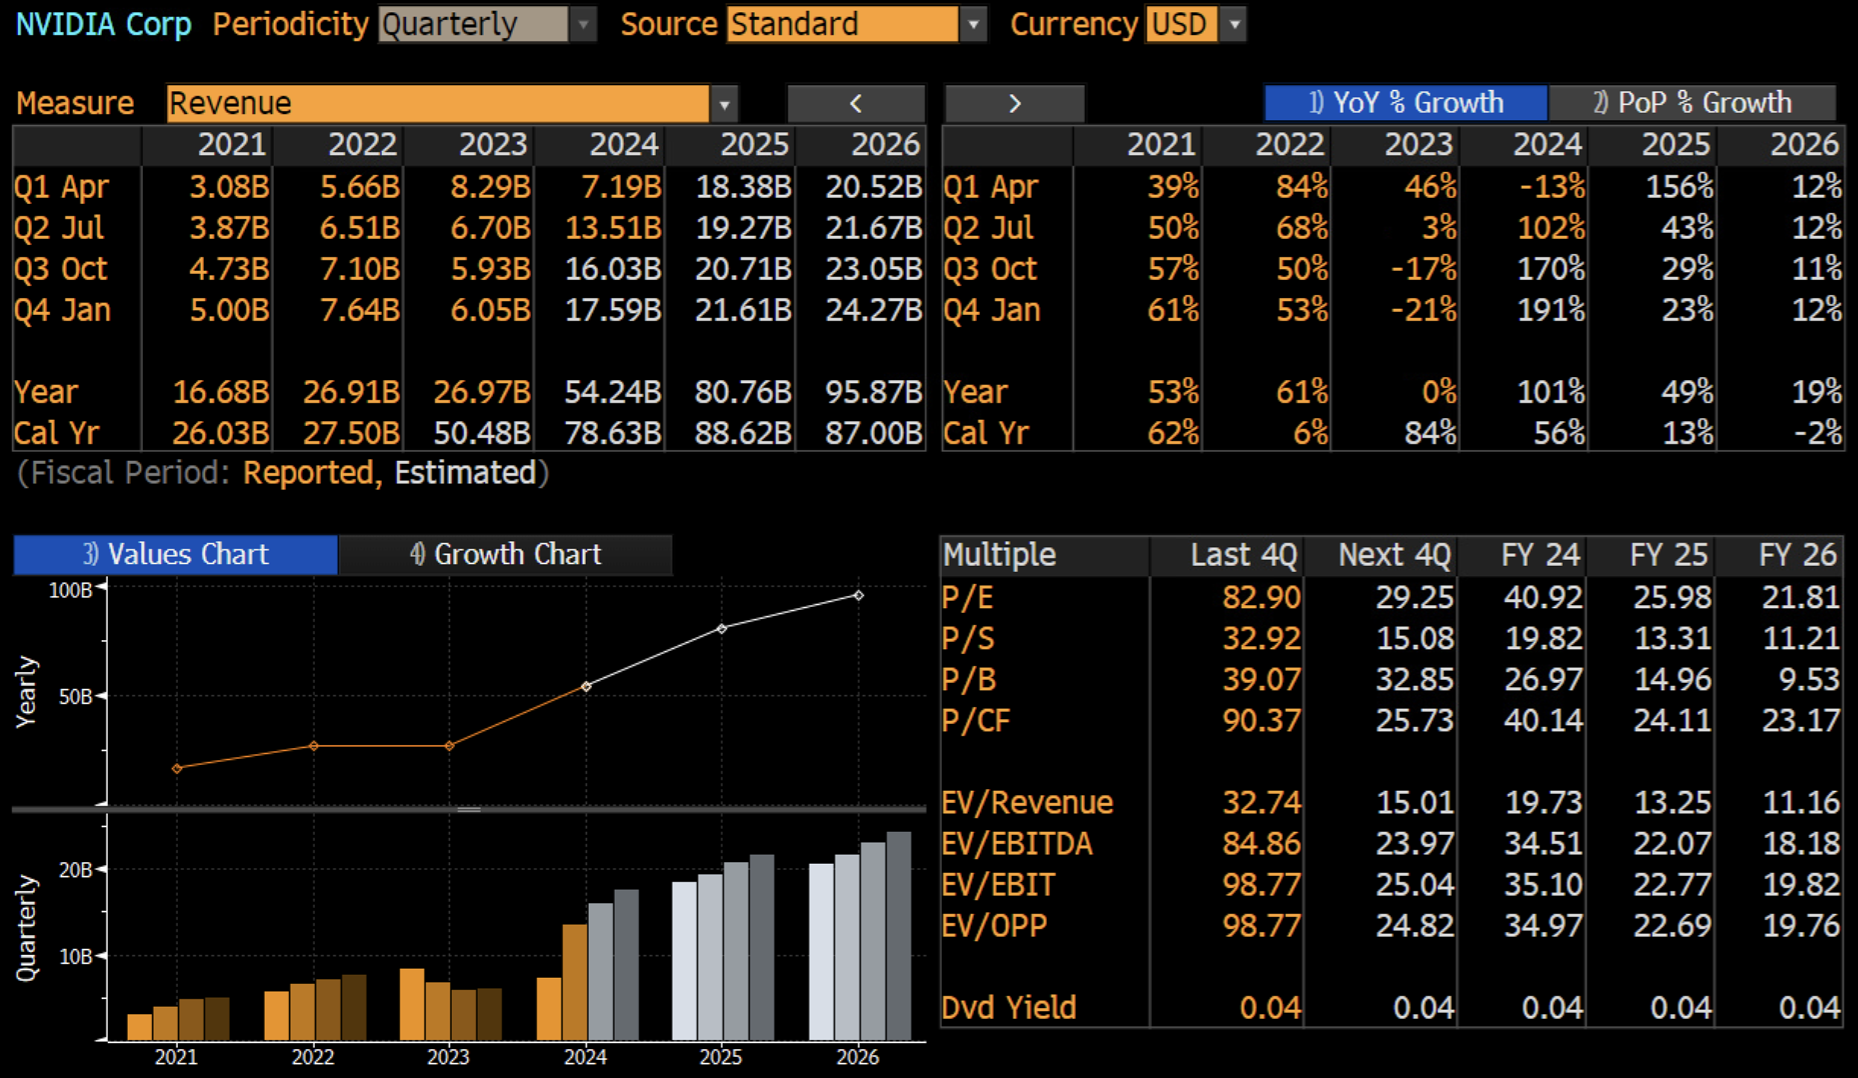 NVIDIA Corp Periodicity Quarterly Source Standard Currency USD
Measure Revenue < > 1) YoY % Growth 2) PoP % Growth
2021 2022 2023 2024 2025 2026
Q1 Apr 3.08B 5.66B 8.29B 7.19B 18.38B 20.52B
Q2 Jul 3.87B 6.51B 6.70B 13.51B 19.27B 21.67B
Q3 Oct 4.73B 7.10B 5.93B 16.03B 20.71B 23.05B
Q4 Jan 5.00B 7.64B 6.05B 17.59B 21.61B 24.27B
Year 16.68B 26.91B 26.97B 54.24B 80.76B 95.87B
Cal Yr 26.03B 27.50B 50.48B 78.63B 88.62B 87.00B
(Fiscal Period: Reported, Estimated)
2021 2022 2023 2024 2025 2026
Q1 Apr 39% 84% 46% -13% 156% 12%
Q2 Jul 50% 68% 3% 102% 43% 12%
Q3 Oct 57% 50% -17% 170% 29% 11%
Q4 Jan 61% 53% -21% 191% 23% 12%
Year 53% 61% 0% 101% 49% 19%
Cal Yr 62% 6% 84% 56% 13% -2%
3) Values Chart 4) Growth Chart
100B
50B
Yearly
20B
10B
Quarterly
2021 2022 2023 2024 2025 2026
Multiple Last 4Q Next 4Q FY 24 FY 25 FY 26
P/E 82.90 29.25 40.92 25.98 21.81
P/S 32.92 15.08 19.82 13.31 11.21
P/B 39.07 32.85 26.97 14.96 9.53
P/CF 90.37 25.73 40.14 24.11 23.17
EV/Revenue 32.74 15.01 19.73 13.25 11.16
EV/EBITDA 84.86 23.97 34.51 22.07 18.18
EV/EBIT 98.77 25.04 35.10 22.77 19.82
EV/OPP 98.77 24.82 34.97 22.69 19.76
Dvd Yield 0.04 0.04 0.04 0.04 0.04